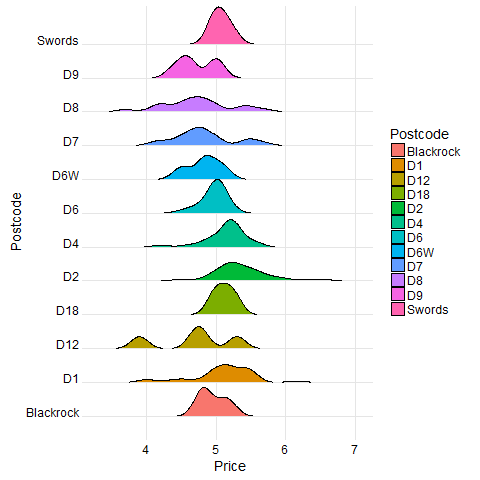 Swords
D9
D8
D7
D6W
D6
D4
D2
D18
D12
D1
Blackrock
4 5 6 7
Price
Postcode
Postcode
Blackrock
D1
D12
D18
D2
D4
D6
D6W
D7
D8
D9
Swords